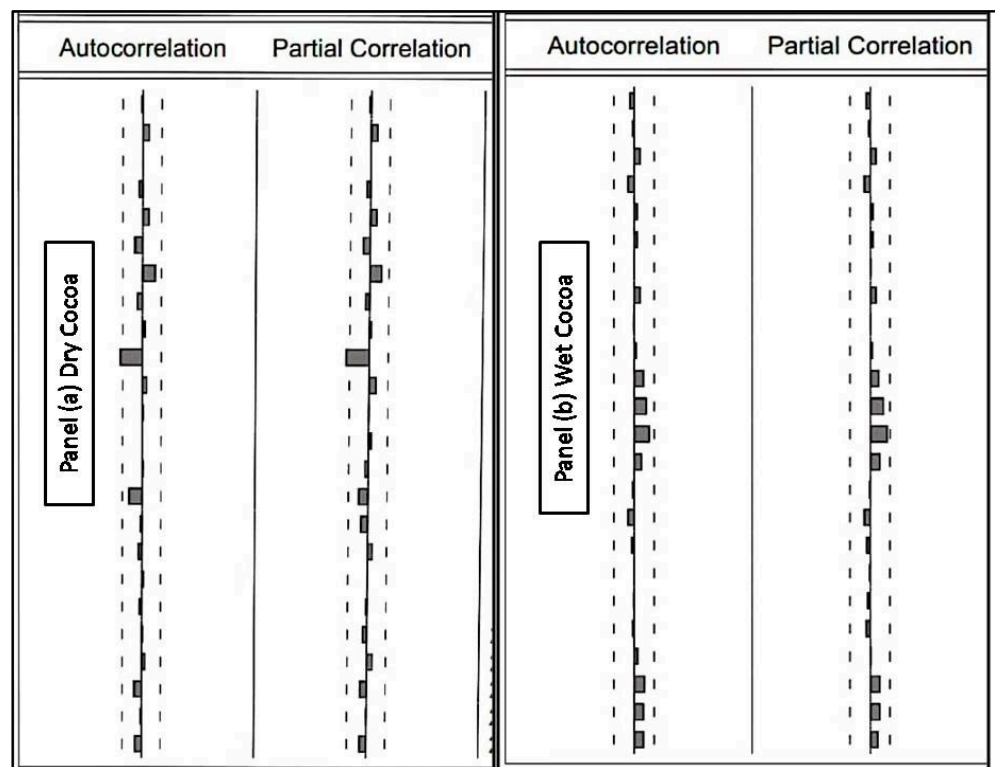 Autocorrelation Partial Correlation
Panel (a) Dry Cocoa
Autocorrelation Partial Correlation
Panel (b) Wet Cocoa